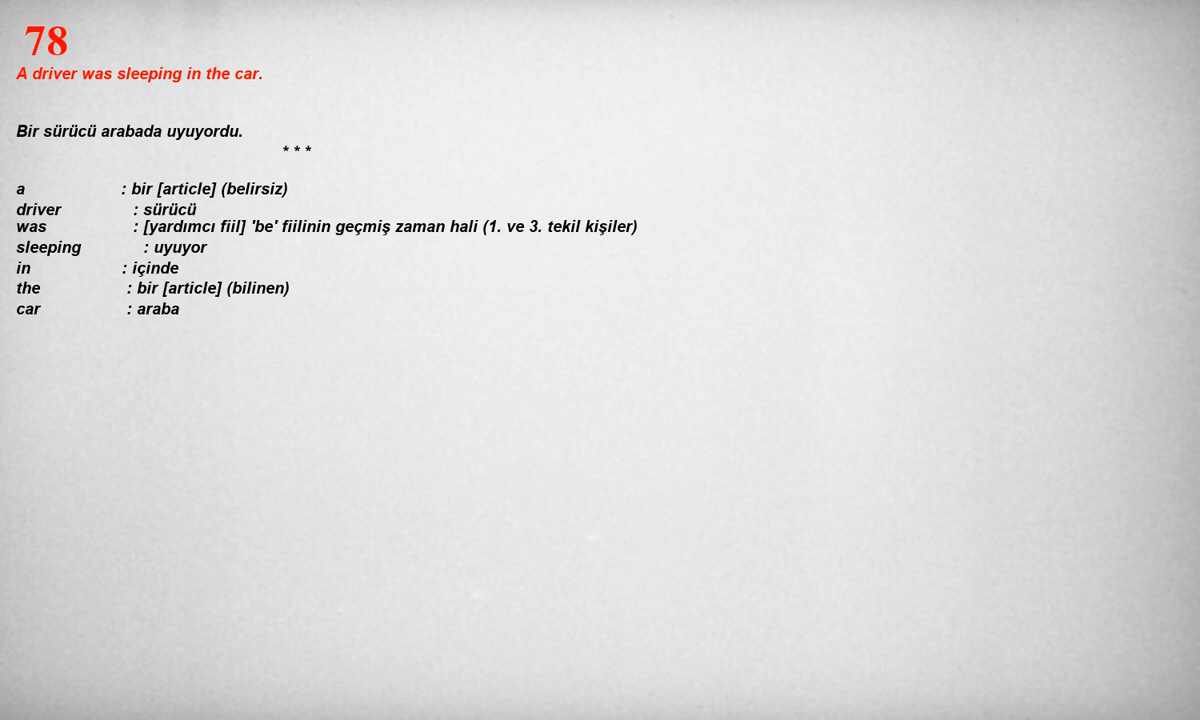 78
A driver was sleeping in the car.
Bir sürücü arabada uyuyordu.
* * *
a : bir [article] (belirsiz)
driver : sürücü
was : [yardımcı fiil] 'be' fiilinin geçmiş zaman hali (1. ve 3. tekil kişiler)
sleeping : uyuyor
in : içinde
the : bir [article] (bilinen)
car : araba